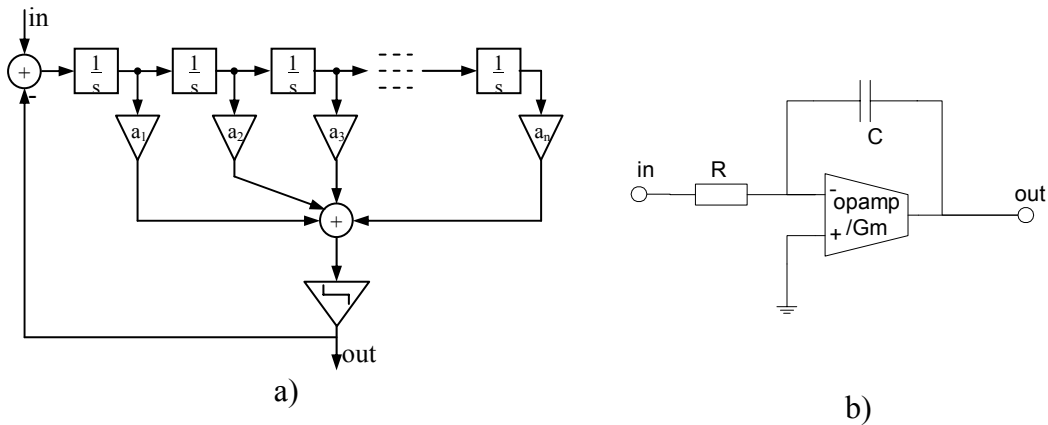 in
+
-
1 s
1 s
1 s
1 s
a1
a2
a3
an
+
out
a)
in
R
C
-
opamp
/Gm
+
out
b)